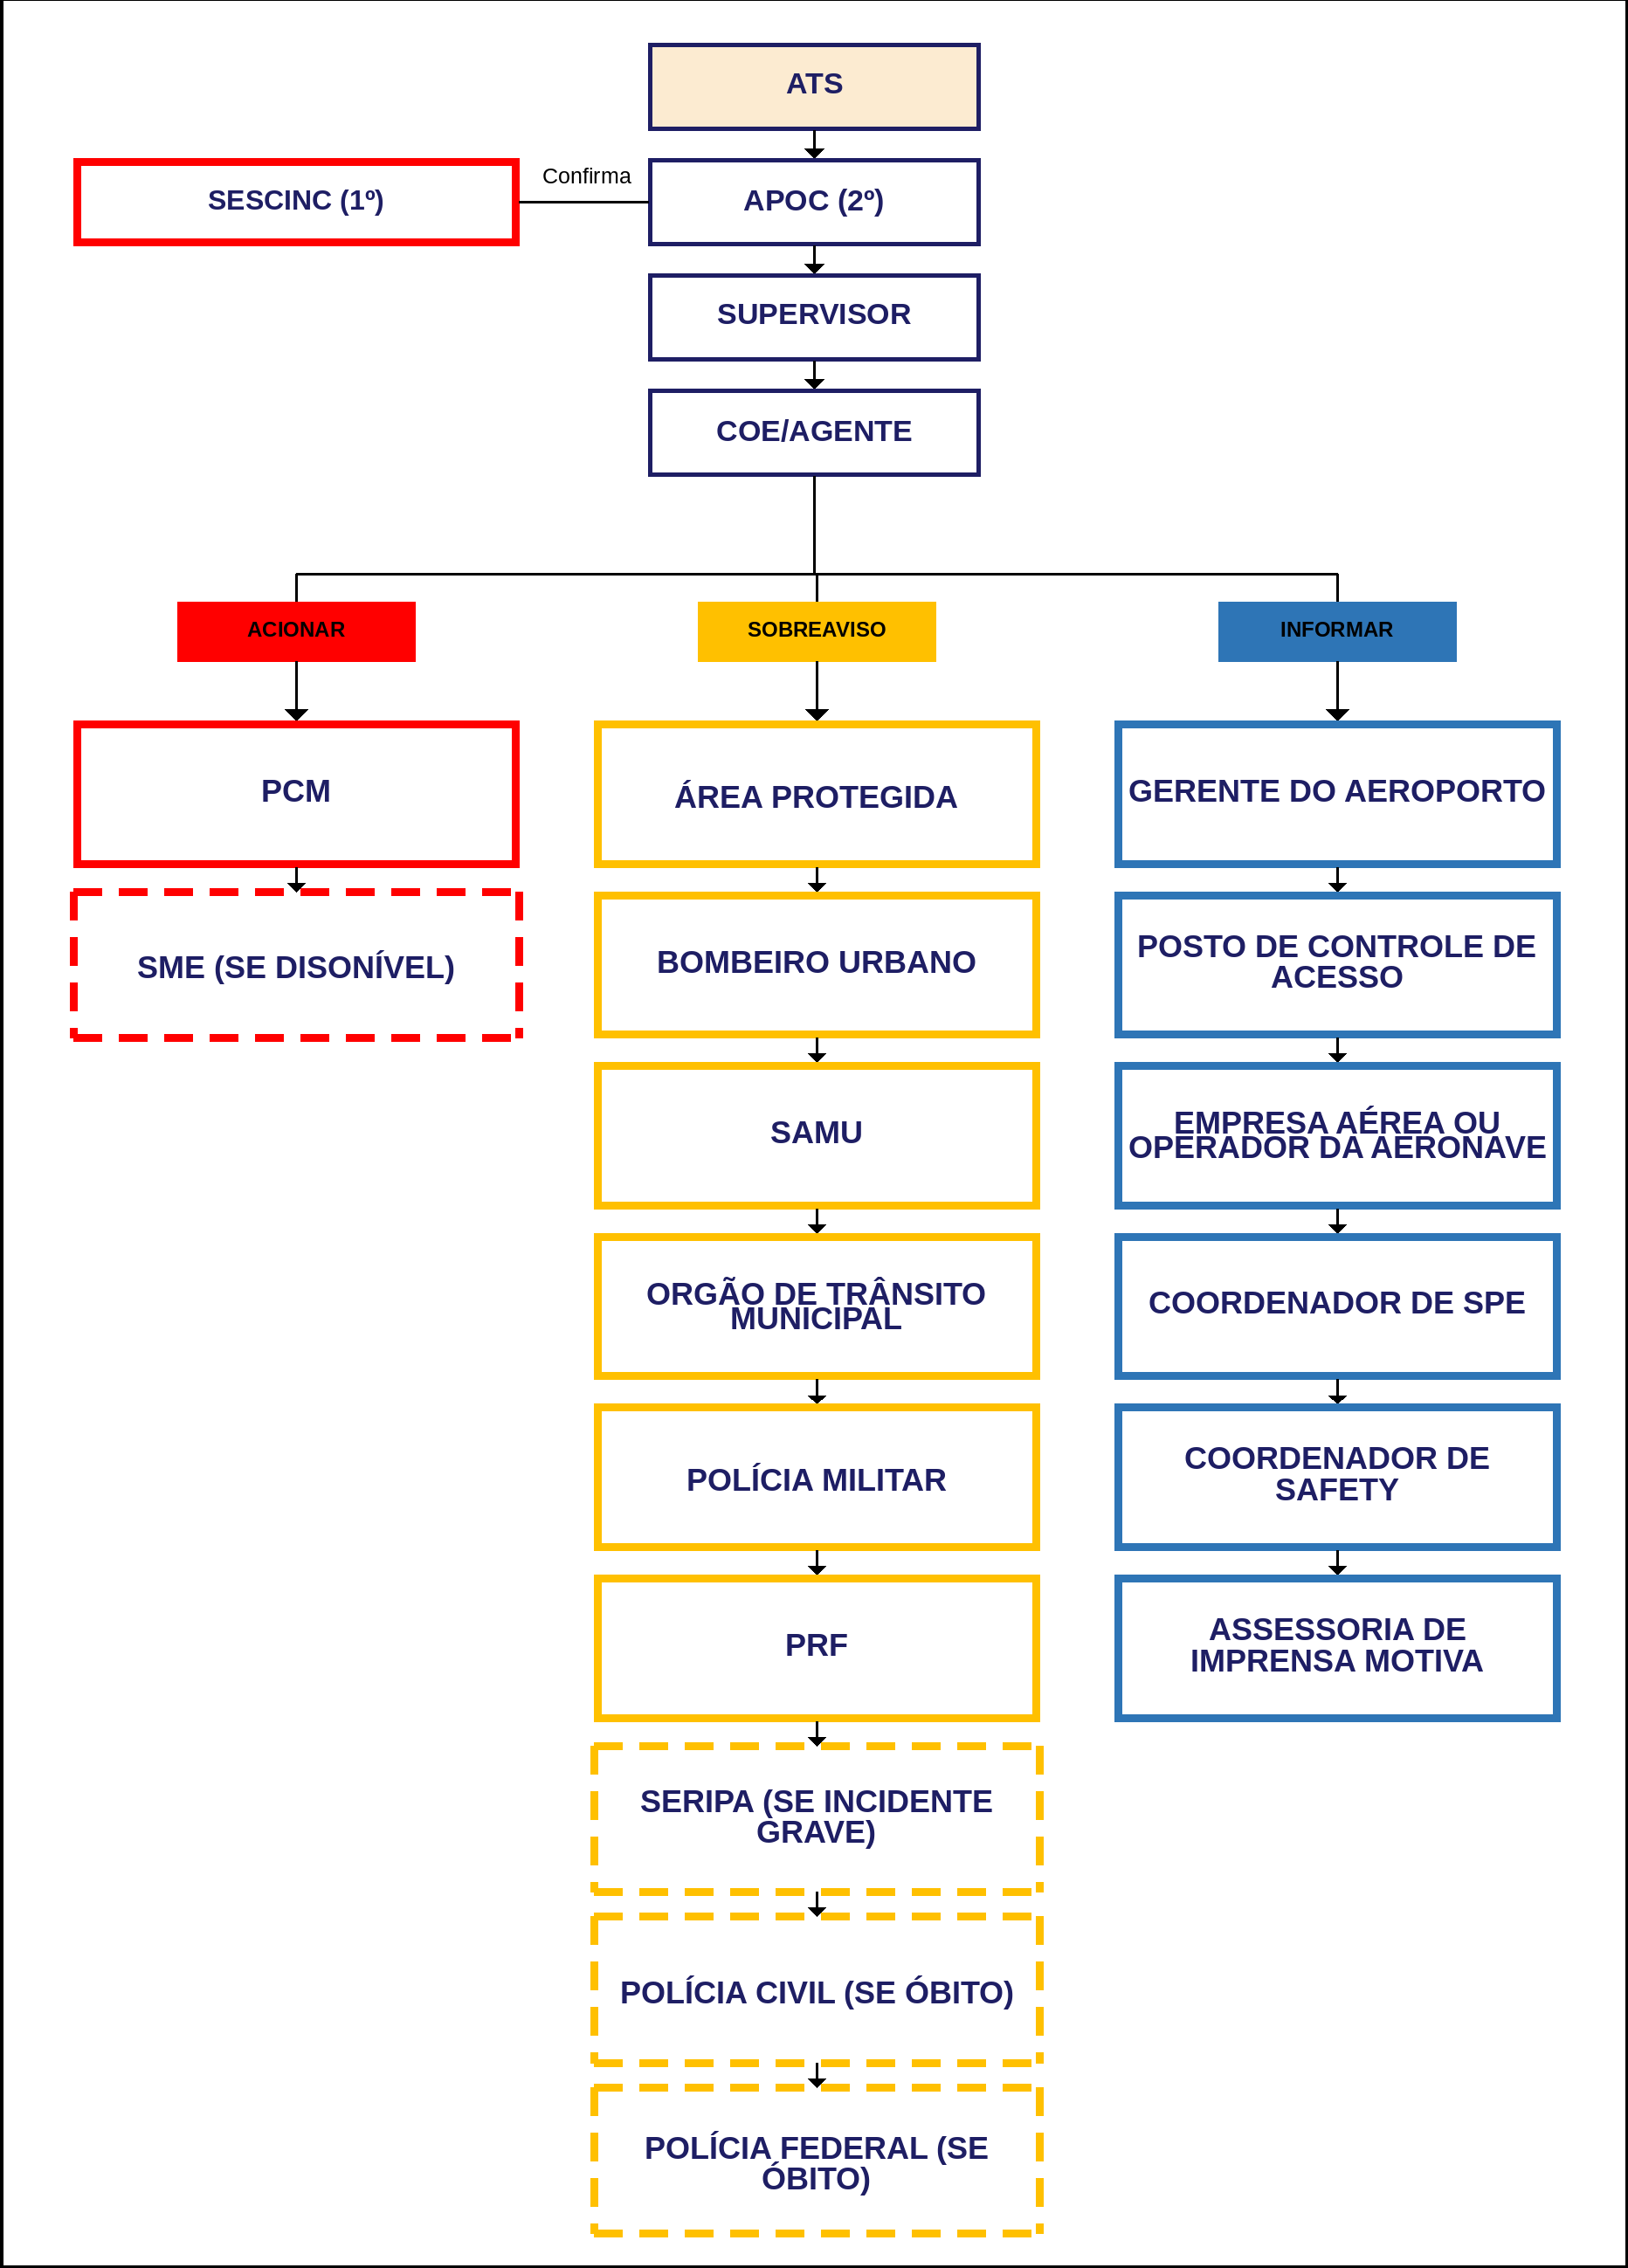 ATS
Confirma
SESCINC (1º)
APOC (2º)
SUPERVISOR
COE/AGENTE
ACIONAR
SOBREAVISO
INFORMAR
PCM
SME (SE DISONÍVEL)
ÁREA PROTEGIDA
BOMBEIRO URBANO
SAMU
ORGÃO DE TRÂNSITO
MUNICIPAL
POLÍCIA MILITAR
PRF
SERIPA (SE INCIDENTE
GRAVE)
POLÍCIA CIVIL (SE ÓBITO)
POLÍCIA FEDERAL (SE
ÓBITO)
GERENTE DO AEROPORTO
POSTO DE CONTROLE DE
ACESSO
EMPRESA AÉREA OU
OPERADOR DA AERONAVE
COORDENADOR DE SPE
COORDENADOR DE
SAFETY
ASSESSORIA DE
IMPRENSA MOTIVA